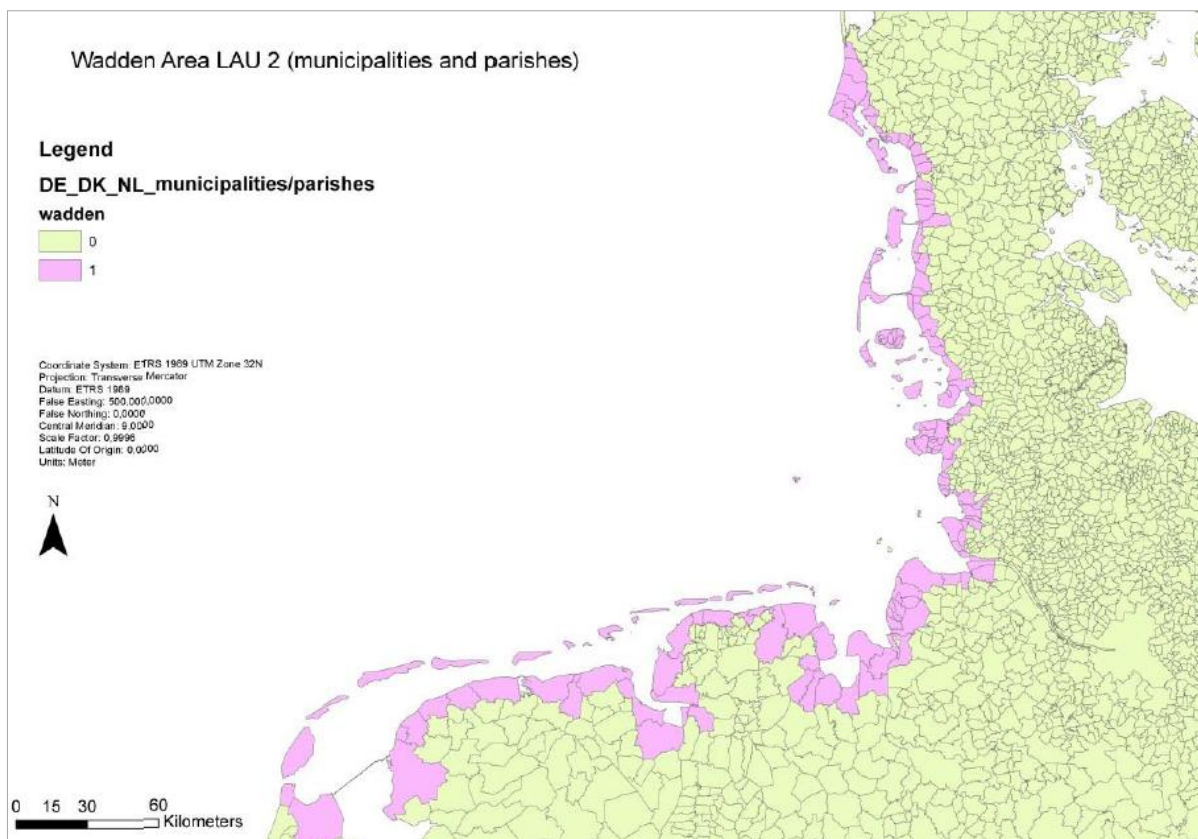 Wadden Area LAU 2 (municipalities and parishes)
Legend
DE_DK_NL_municipalities/parishes
wadden
0
1
Coordinate System: ETRS 1989 UTM Zone 32N
Projection: Transverse Mercator
Datum: ETRS 1989
False Easting: 500.000,0000
False Northing: 0,0000
Central Meridian: 9,0000
Scale Factor: 0,9996
Latitude Of Origin: 0,0000
Units: Meter
N
0 15 30 60
Kilometers